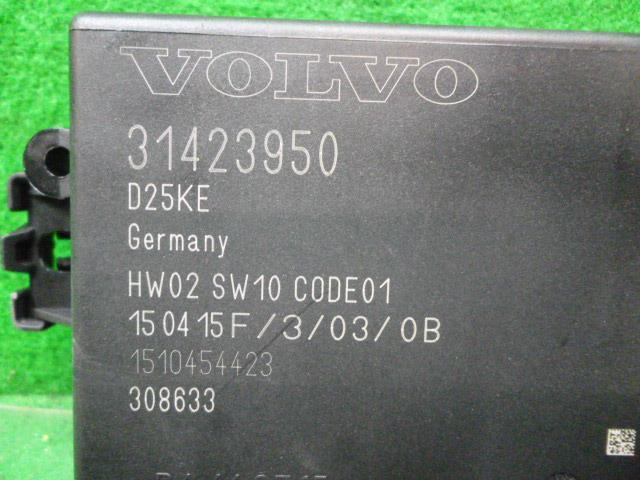 VOLVO
31423950
D25KE
Germany
HW02 SW10 CODE01
150415F/3/03/0B
1510454423
308633